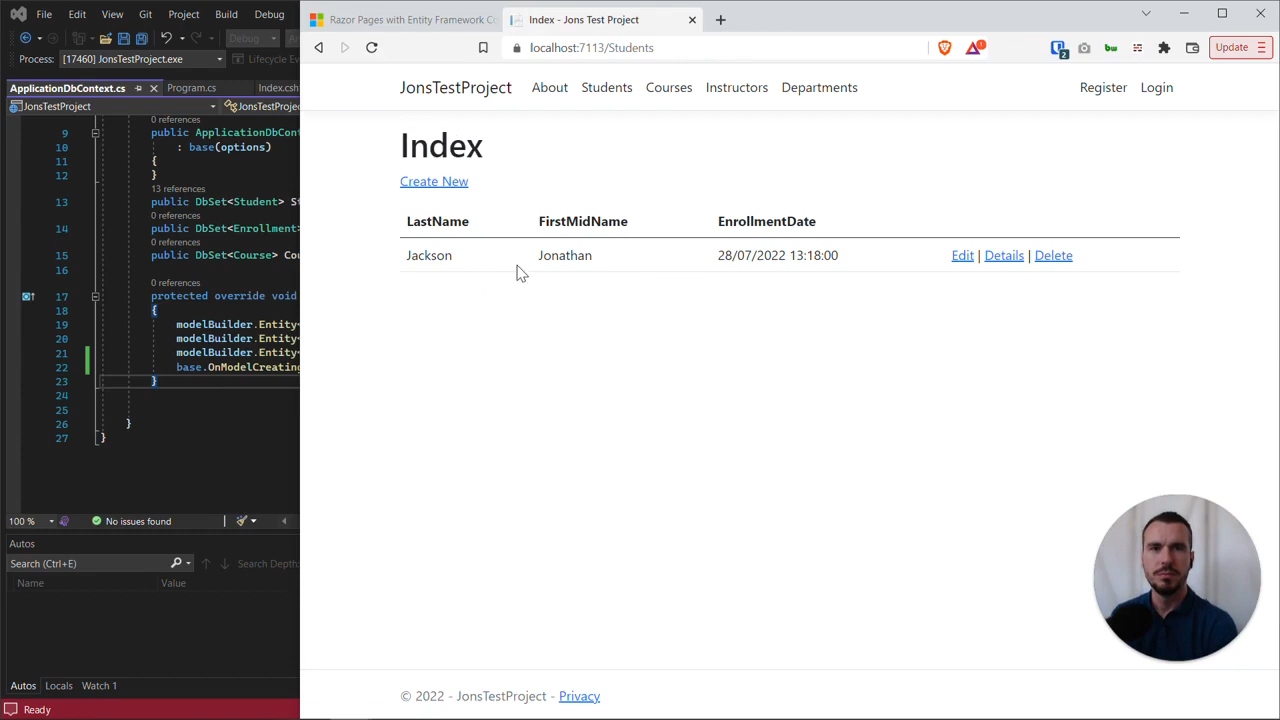 File Edit View Git Project Build Debug
Debug
Process: [17460] JonsTestProject.exe Lifecycle
ApplicationDbContext.cs Program.cs
JonsTestProject
0 references
9 public ApplicationDbCont
10 : base(options)
11 {
12 }
13 references
13 public DbSet<Student> S
0 references
14 public DbSet<Enrollment>
0 references
15 public DbSet<Course> Cou
16
0 references
17 protected override void
18 {
19 modelBuilder.Entity<
20 modelBuilder.Entity<
21 modelBuilder.Entity<
22 base.OnModelCreating
23 }
24
25
26 }
27 }
100 % No issues found
Autos
Search (Ctrl+E) Search Depth:
Name Value
Autos Locals Watch 1
Ready
Razor Pages with Entity Framework Co Index - Jons Test Project
localhost:7113/Students 2 1 bw Update
JonsTestProject About Students Courses Instructors Departments Register Login
Index
Create New
LastName FirstMidName EnrollmentDate
Jackson Jonathan 28/07/2022 13:18:00 Edit | Details | Delete
© 2022 - JonsTestProject - Privacy